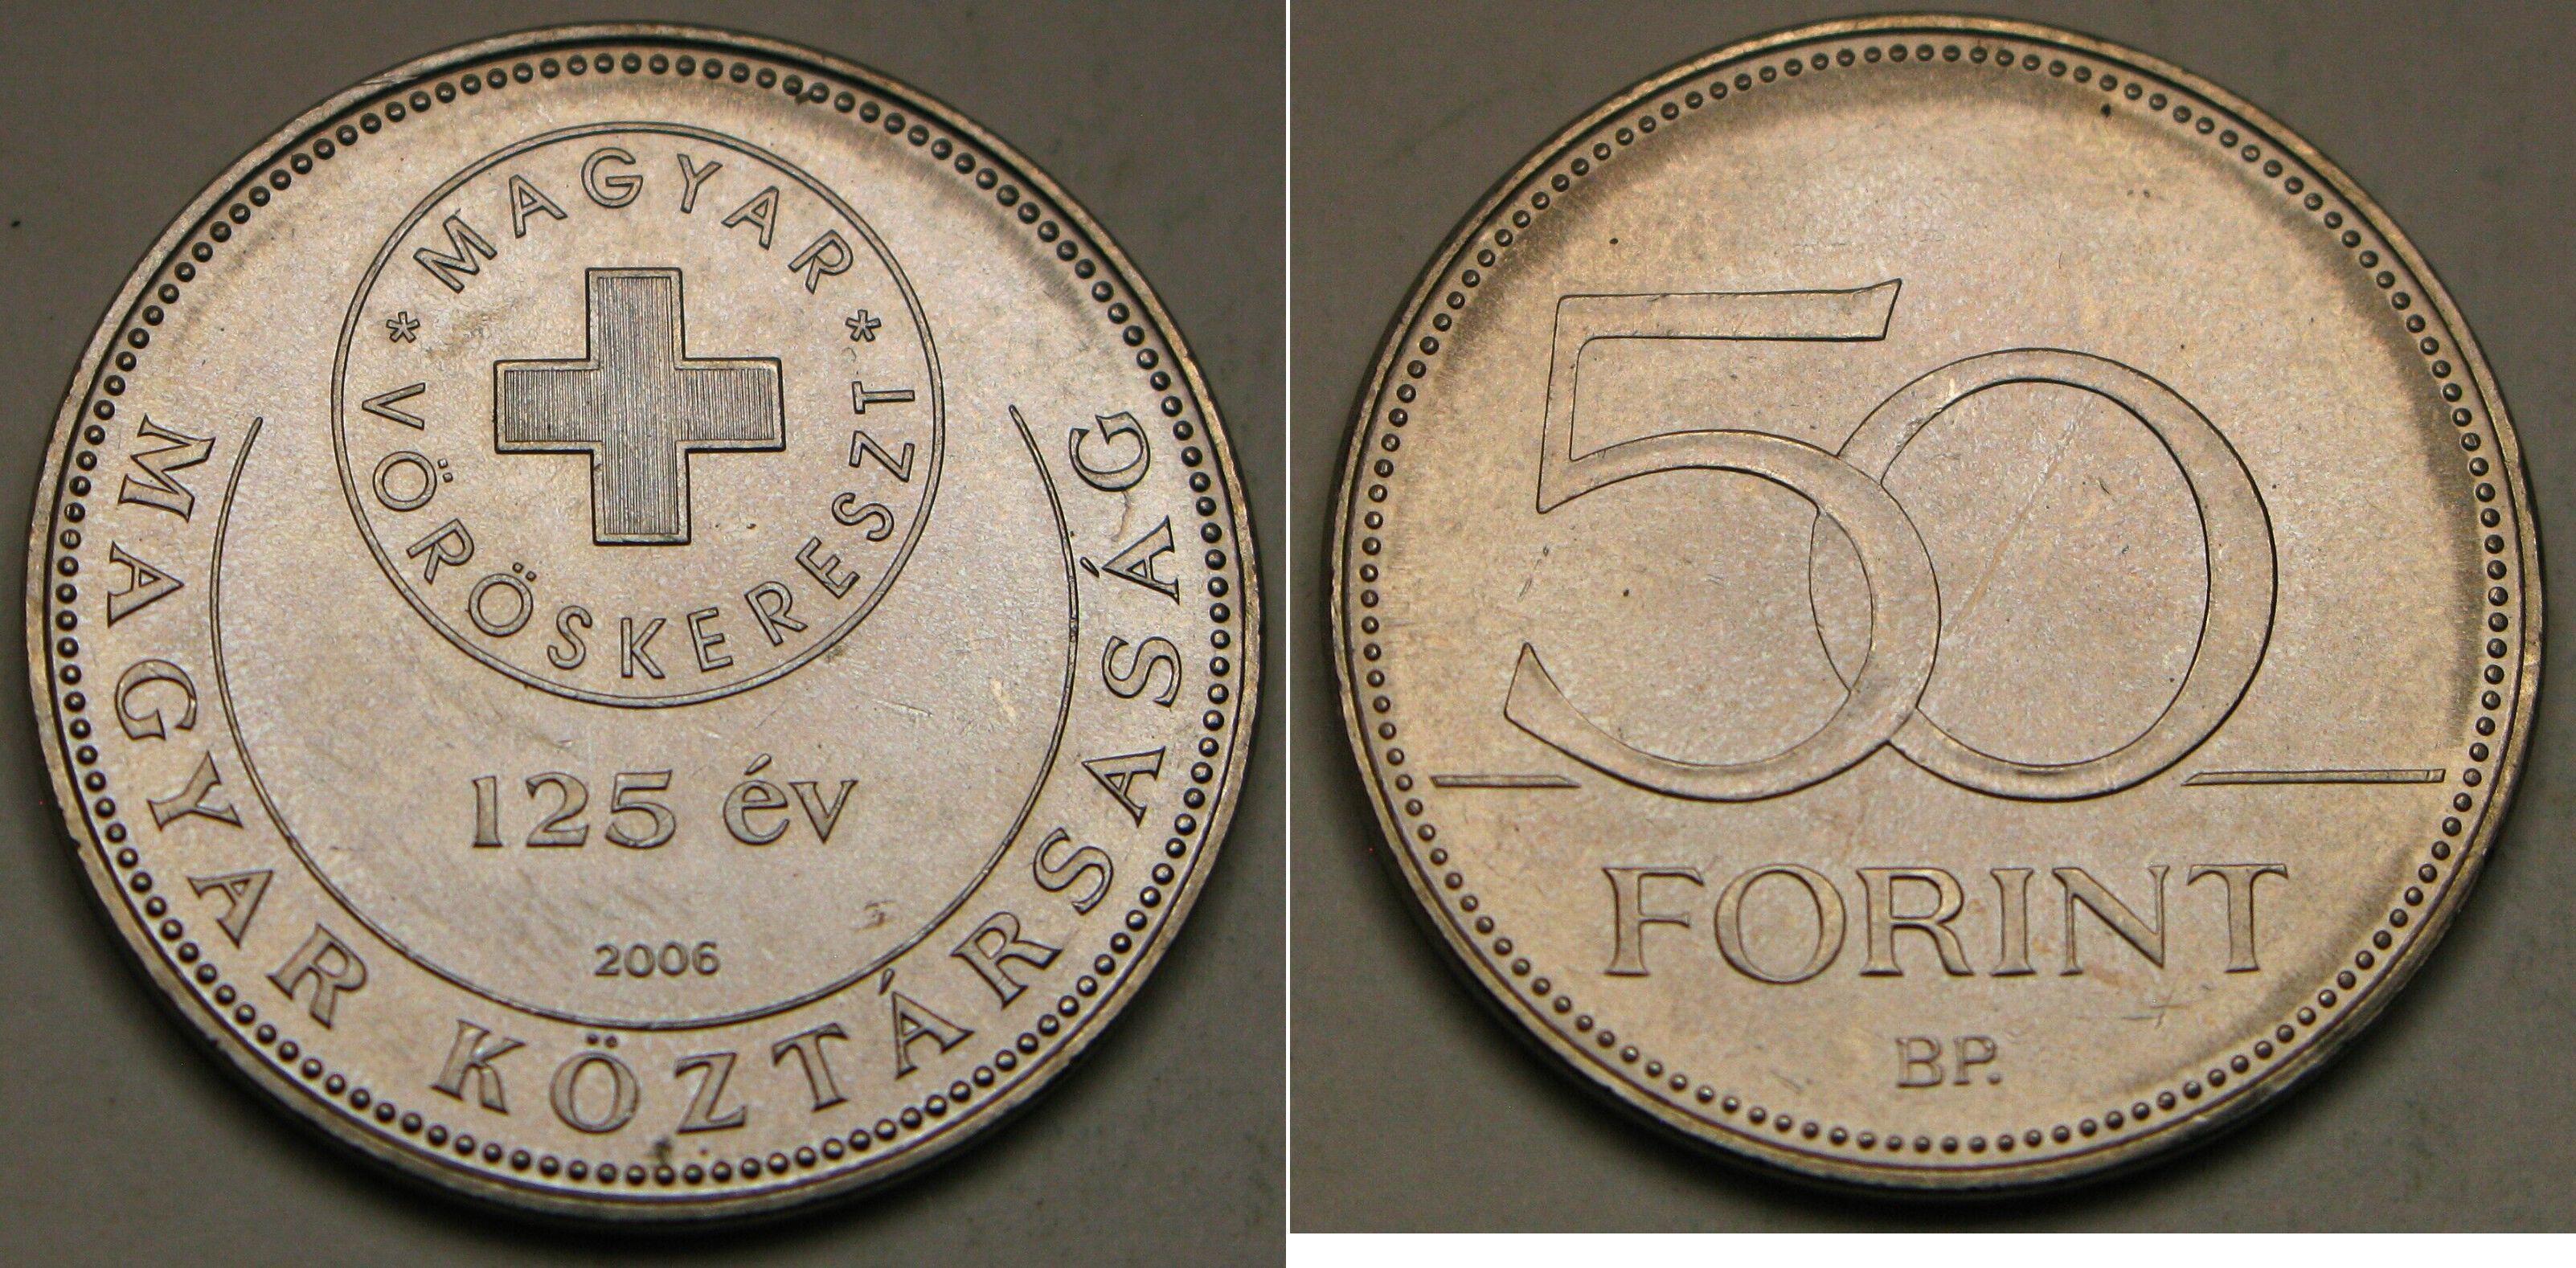 * MAGYAR *
VÖRÖSKERESZT
125 év
2006
MAGYAR KÖZTÁRSASÁG
50
FORINT
BP.